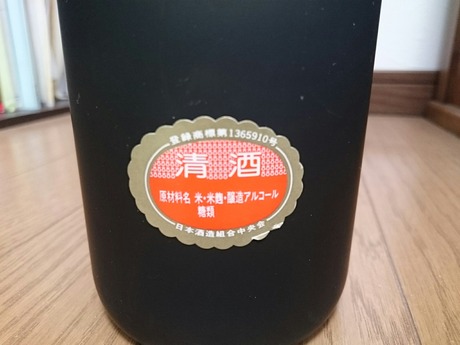 登録商標第1365910号
清酒
原材料名 米・米麹・醸造アルコール
糖類
日本酒造組合中央会